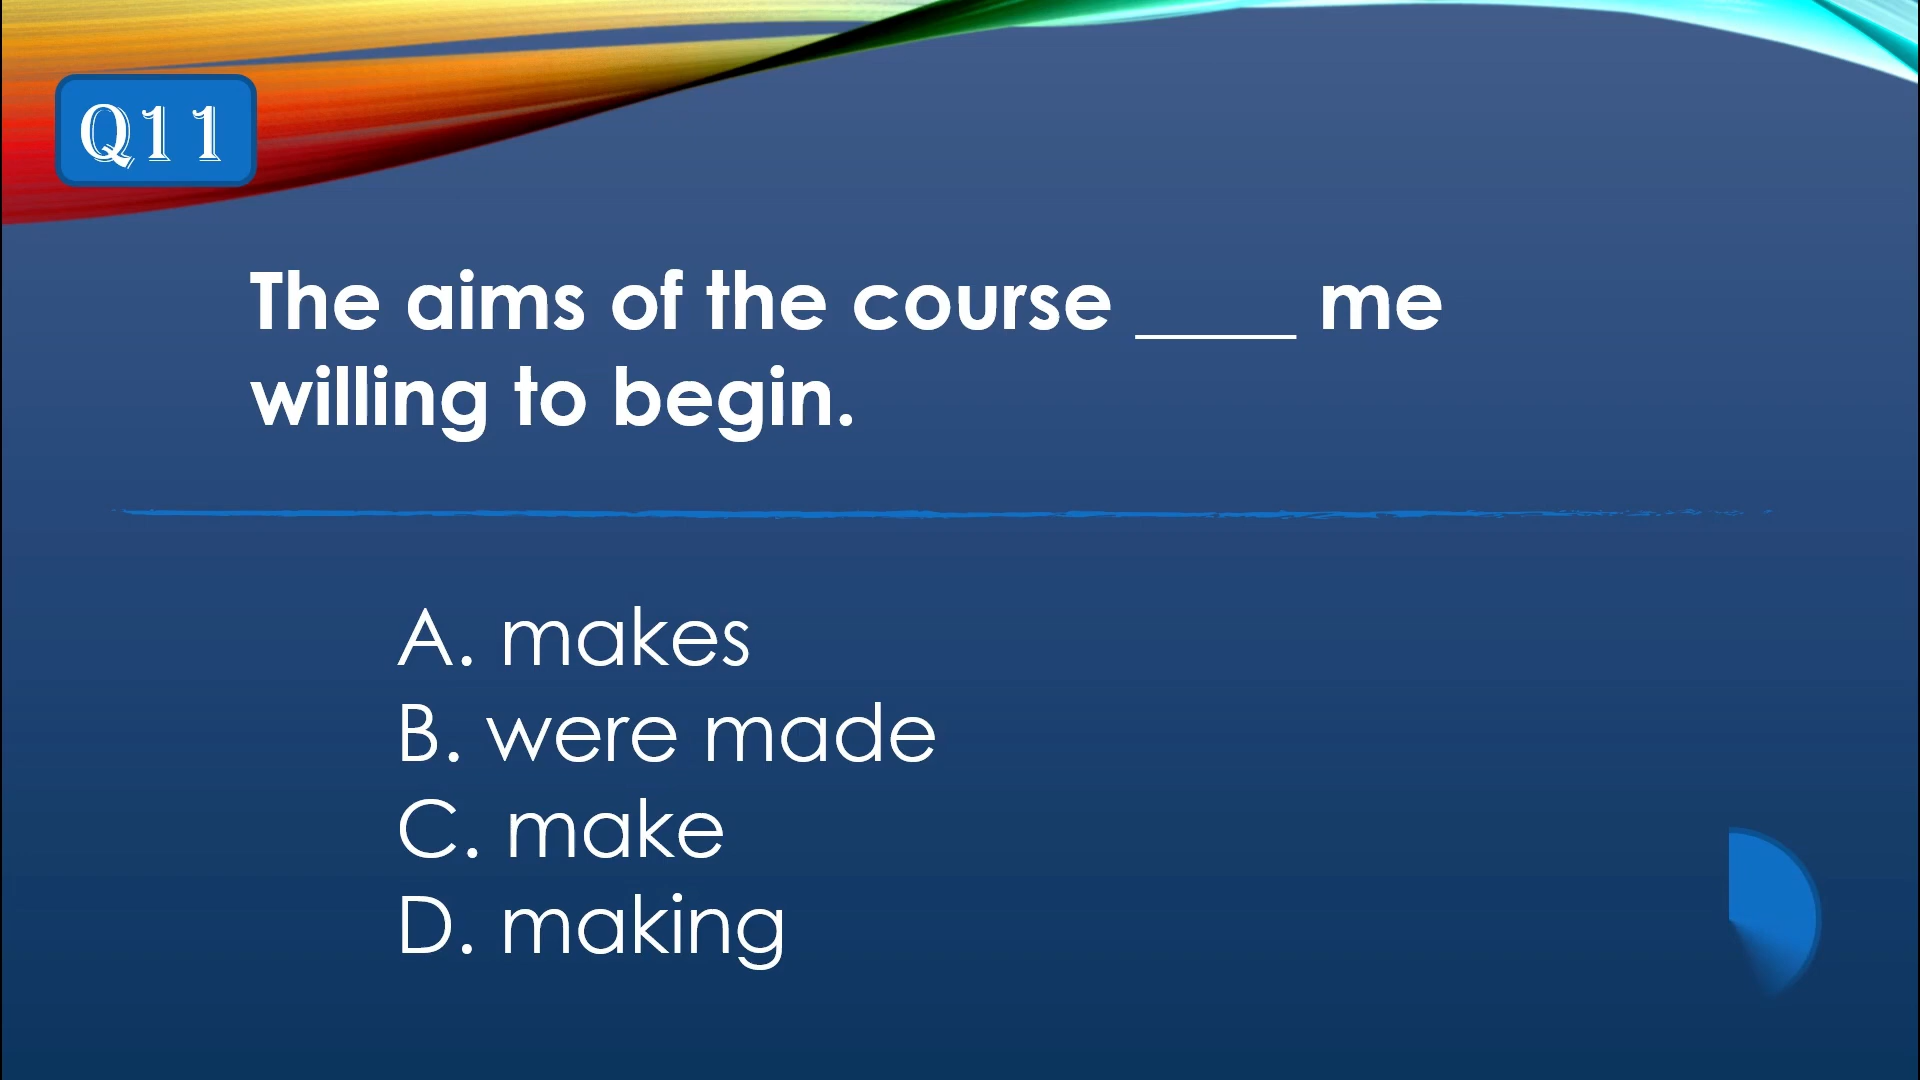 Q11
The aims of the course ____ me
willing to begin.
A. makes
B. were made
C. make
D. making